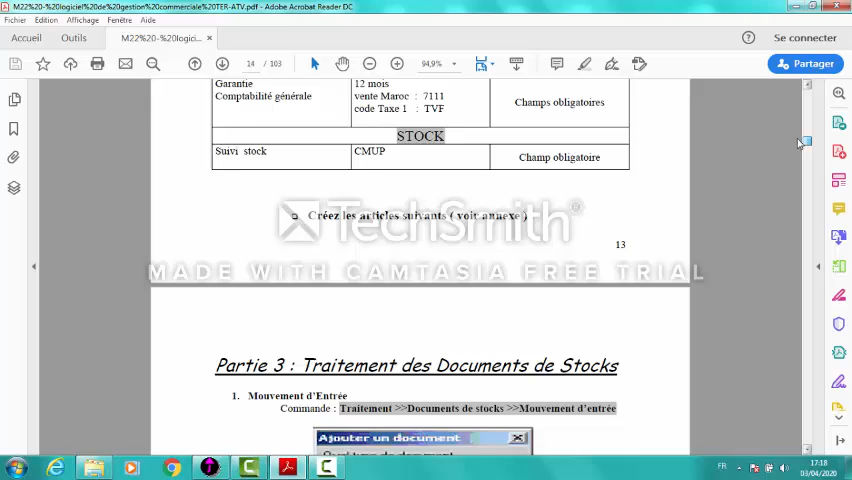 M22%20-%20logiciel%20de%20gestion%20commerciale%20TER-ATV.pdf - Adobe Acrobat Reader DC
Fichier Edition Affichage Fenêtre Aide
Accueil Outils M22%20-%20logici... × Se connecter
14 / 103 94,9% Partager
Garantie 12 mois
Comptabilité générale vente Maroc : 7111 Champs obligatoires
code Taxe 1 : TVF
STOCK
Suivi stock CMUP Champ obligatoire
Créez les articles suivants ( voir annexe )
TechSmith®
13
MADE WITH CAMTASIA FREE TRIAL
Partie 3 : Traitement des Documents de Stocks
1. Mouvement d'Entrée
Commande : Traitement >>Documents de stocks >>Mouvement d'entrée
Ajouter un document
FR 17:18
03/04/2020